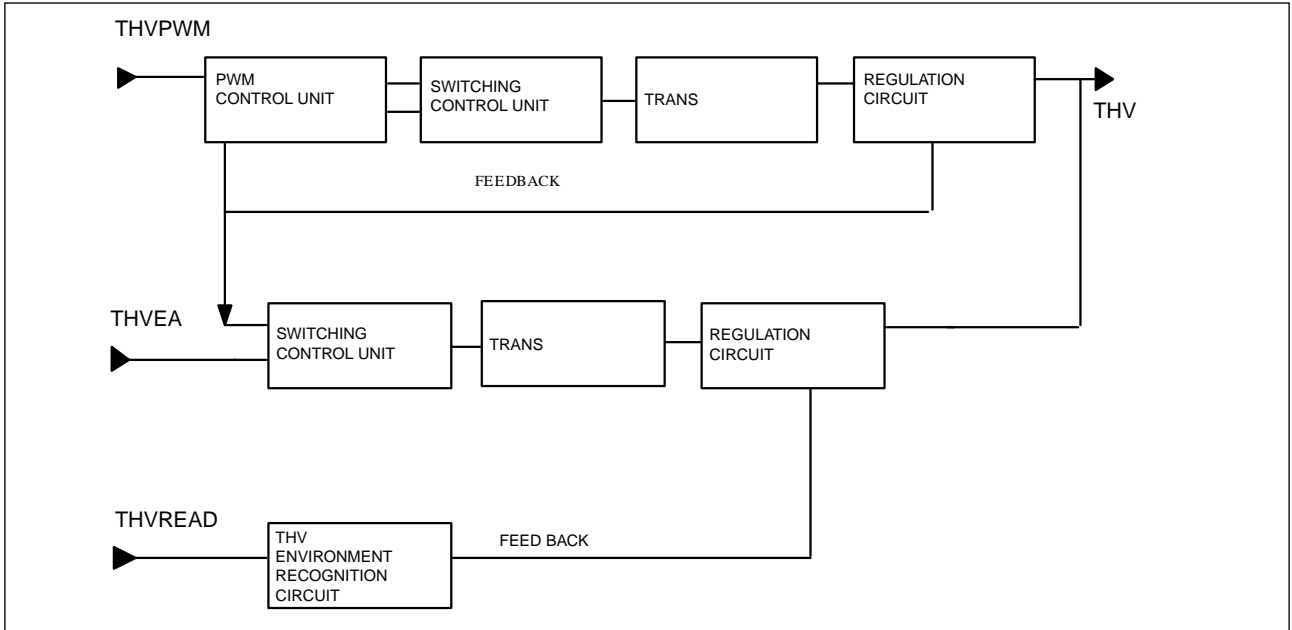 THVPWM
PWM
CONTROL UNIT
SWITCHING
CONTROL UNIT
TRANS
REGULATION
CIRCUIT
THV
FEEDBACK
THVEA
SWITCHING
CONTROL UNIT
TRANS
REGULATION
CIRCUIT
THVREAD
THV
ENVIRONMENT
RECOGNITION
CIRCUIT
FEED BACK